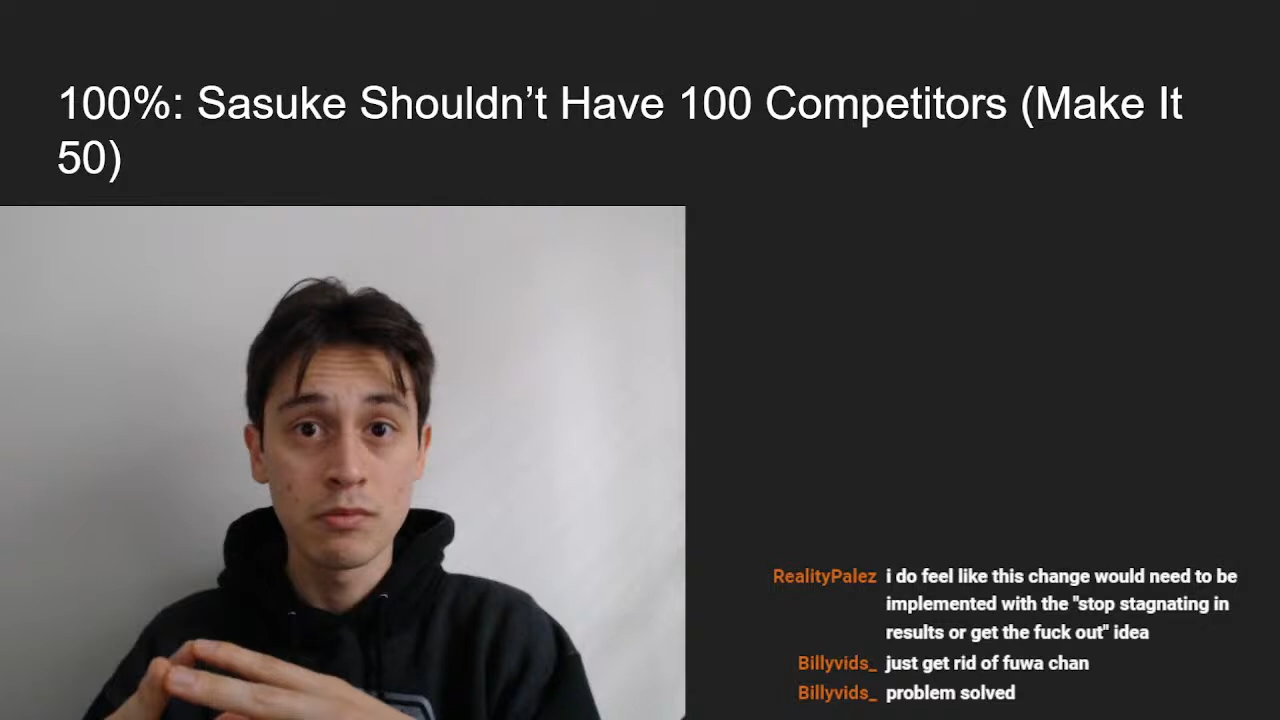 100%: Sasuke Shouldn’t Have 100 Competitors (Make It
50)
RealityPalez i do feel like this change would need to be
implemented with the "stop stagnating in
results or get the fuck out" idea
Billyvids_ just get rid of fuwa chan
Billyvids_ problem solved